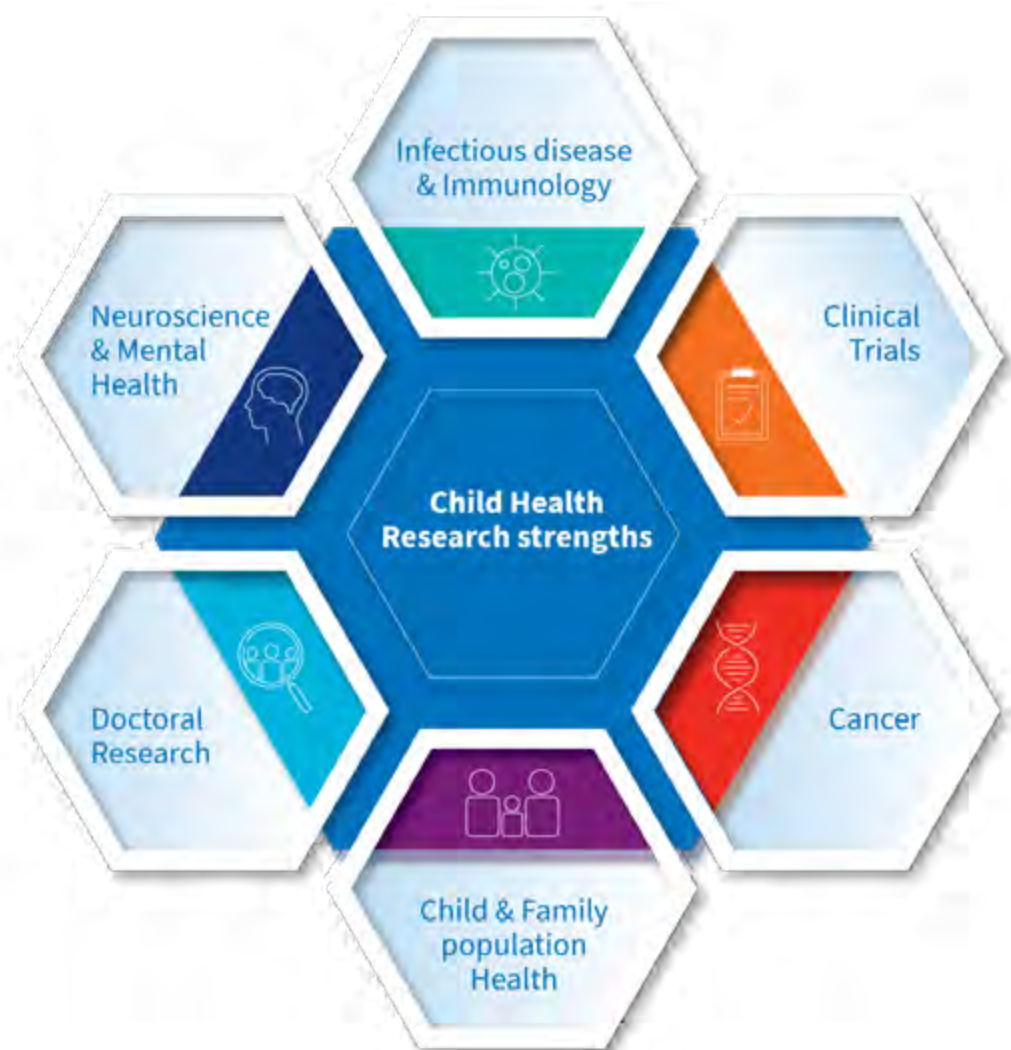 Infectious disease
& Immunology
Neuroscience
& Mental
Health
Clinical
Trials
Child Health
Research strengths
Doctoral
Research
Cancer
Child & Family
population
Health